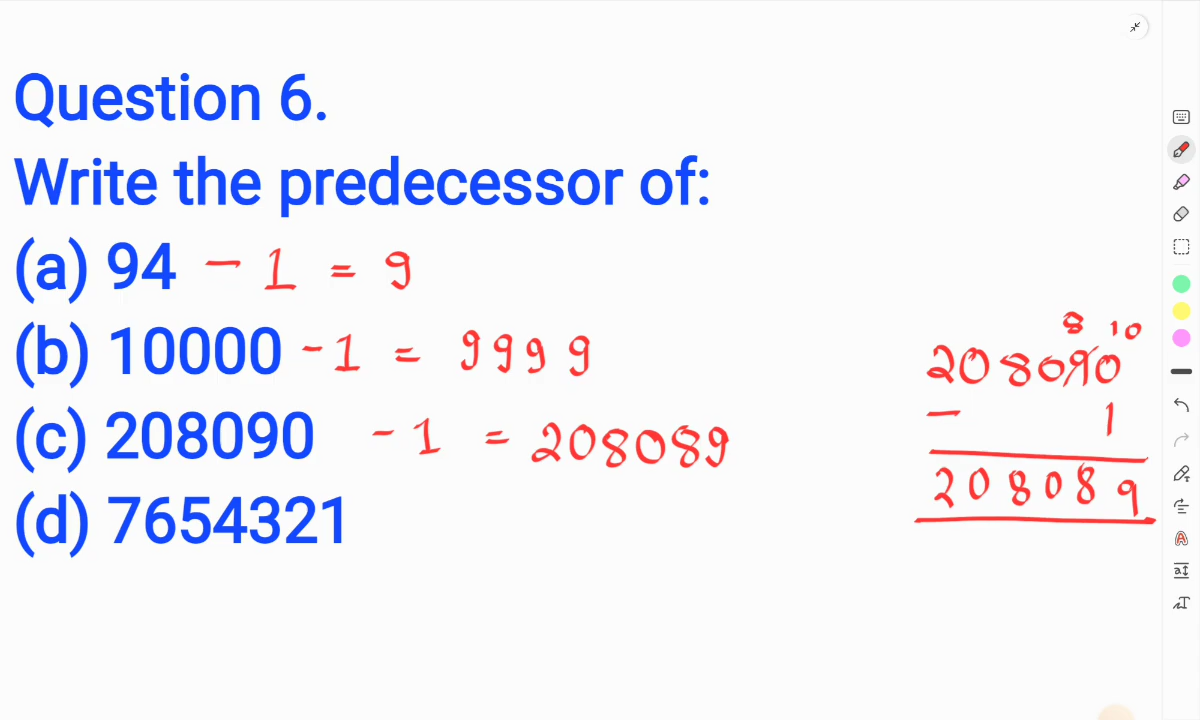 Question 6.
Write the predecessor of:
(a) 94 - 1 = 9
(b) 10000 - 1 = 9999
(c) 208090 - 1 = 208089
(d) 7654321
8 10
208090
- 1
208089